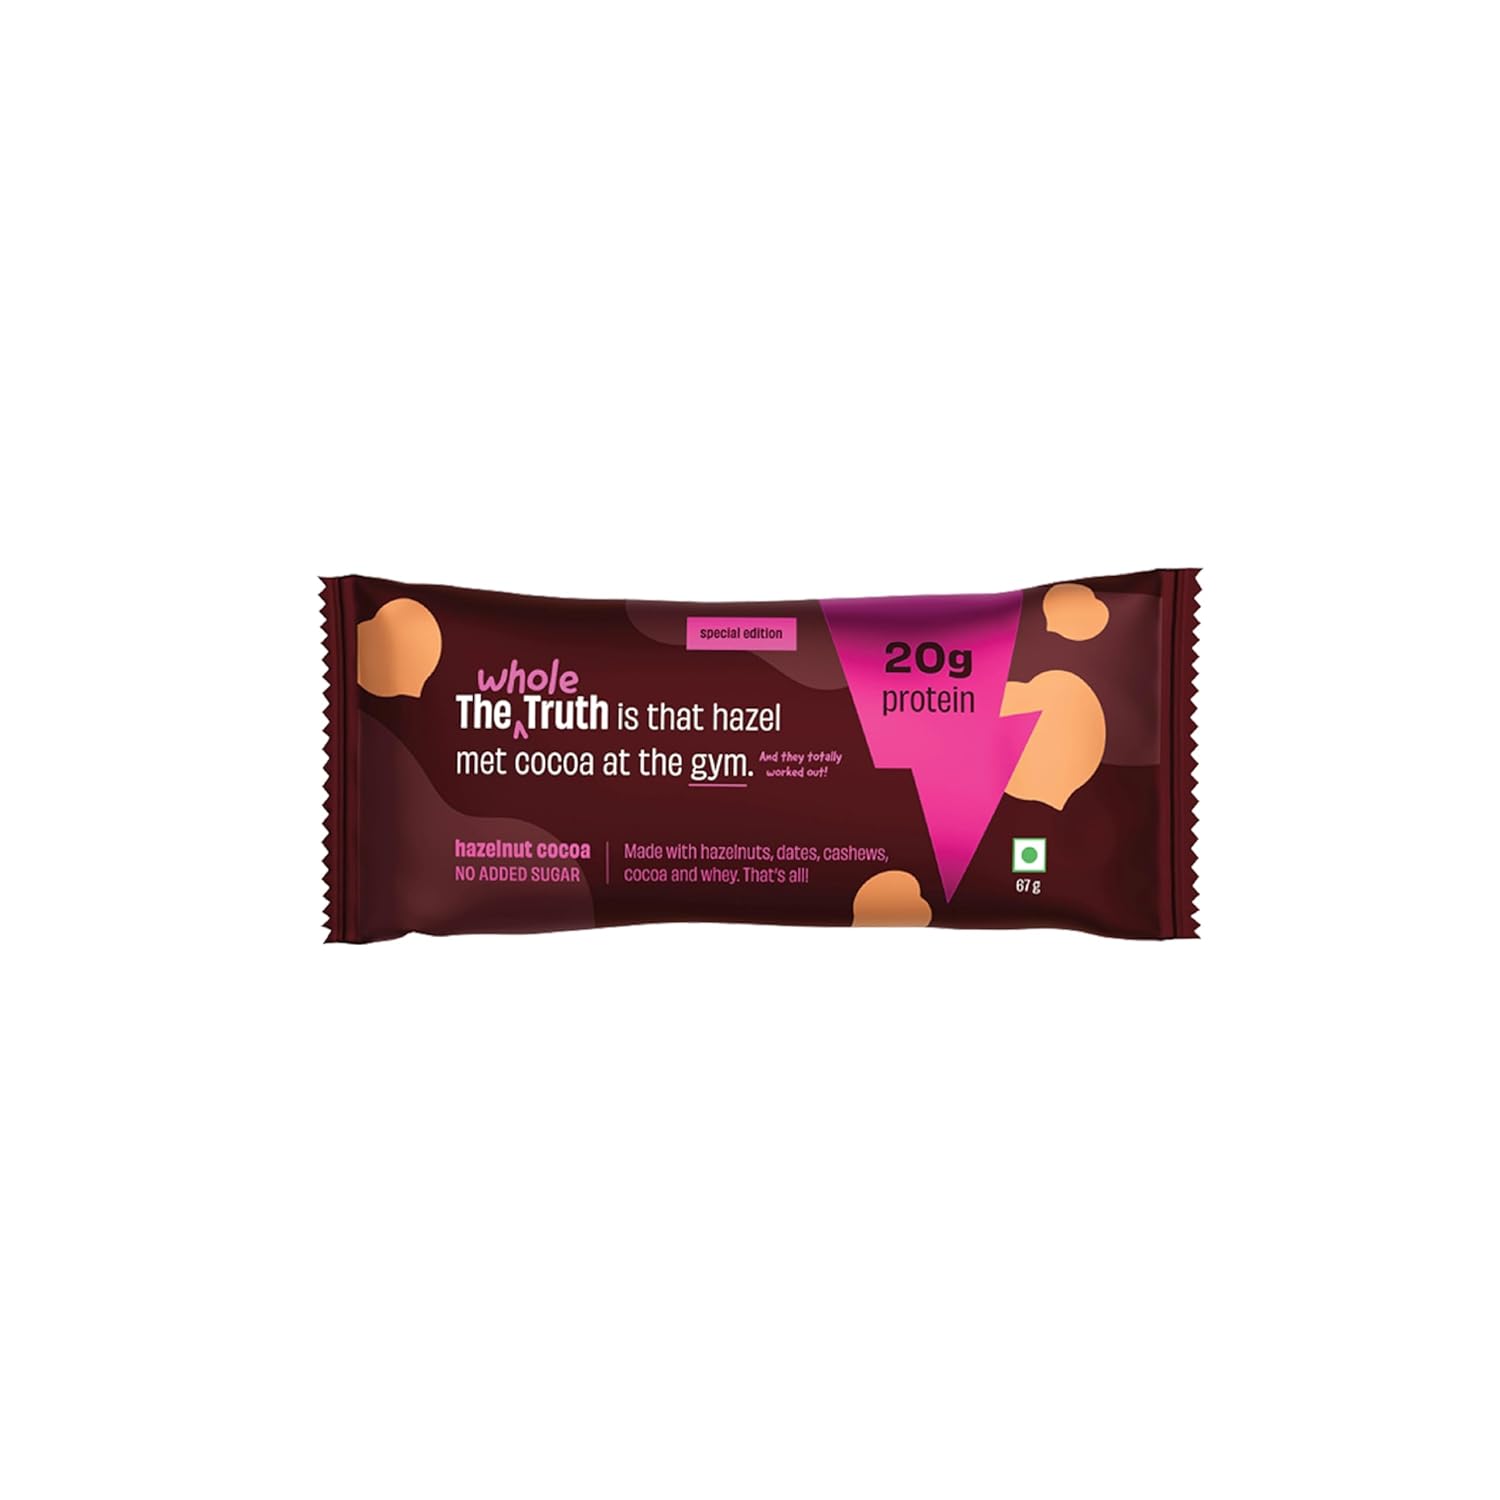 special edition
whole
The Truth is that hazel
met cocoa at the gym. And they totally
worked out!
20g
protein
hazelnut cocoa
NO ADDED SUGAR
Made with hazelnuts, dates, cashews,
cocoa and whey. That's all!
67 g